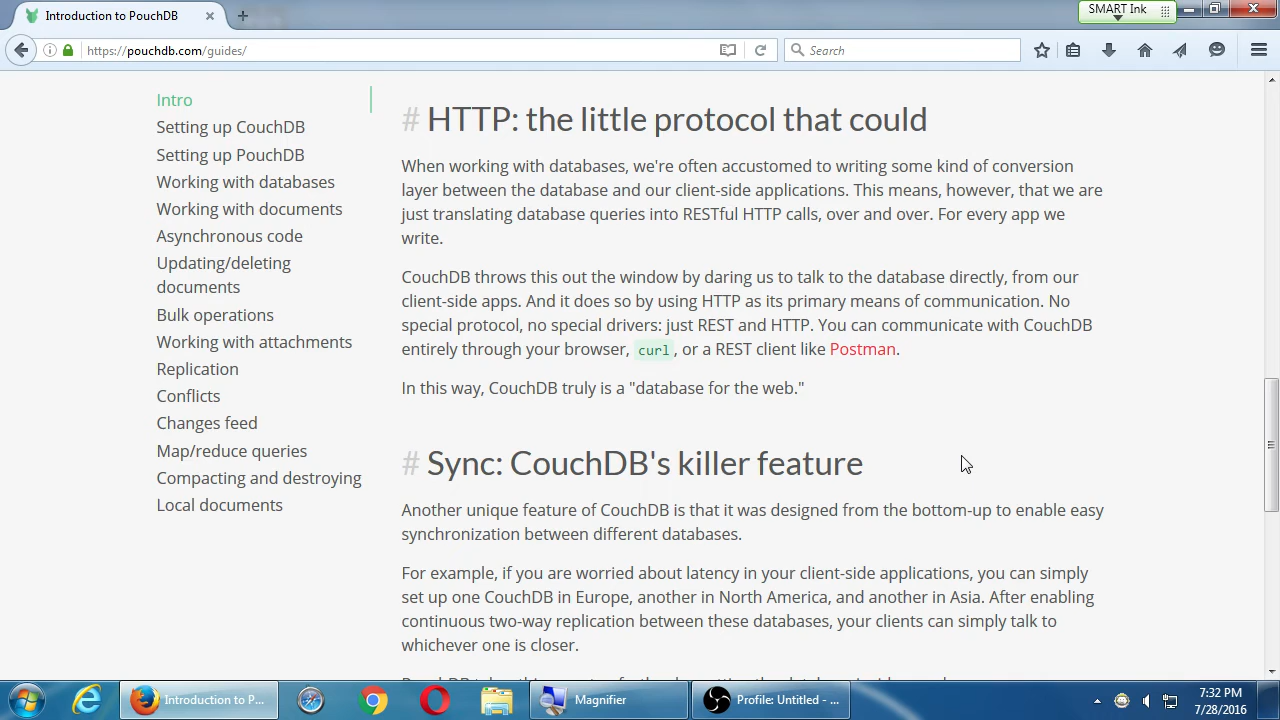 Introduction to PouchDB
SMART Ink
https://pouchdb.com/guides/
Search
Intro
Setting up CouchDB
Setting up PouchDB
Working with databases
Working with documents
Asynchronous code
Updating/deleting
documents
Bulk operations
Working with attachments
Replication
Conflicts
Changes feed
Map/reduce queries
Compacting and destroying
Local documents
# HTTP: the little protocol that could
When working with databases, we're often accustomed to writing some kind of conversion
layer between the database and our client-side applications. This means, however, that we are
just translating database queries into RESTful HTTP calls, over and over. For every app we
write.
CouchDB throws this out the window by daring us to talk to the database directly, from our
client-side apps. And it does so by using HTTP as its primary means of communication. No
special protocol, no special drivers: just REST and HTTP. You can communicate with CouchDB
entirely through your browser, curl, or a REST client like Postman.
In this way, CouchDB truly is a "database for the web."
# Sync: CouchDB's killer feature
Another unique feature of CouchDB is that it was designed from the bottom-up to enable easy
synchronization between different databases.
For example, if you are worried about latency in your client-side applications, you can simply
set up one CouchDB in Europe, another in North America, and another in Asia. After enabling
continuous two-way replication between these databases, your clients can simply talk to
whichever one is closer.
Introduction to P...
Magnifier
Profile: Untitled - ...
7:32 PM
7/28/2016